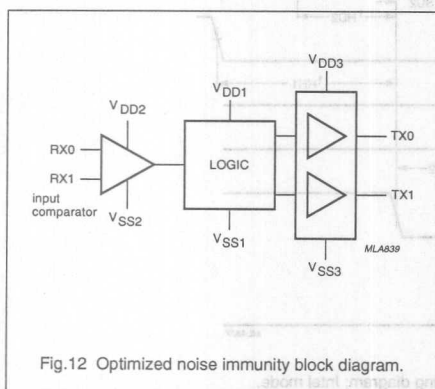 VDD3
VDD2
VDD1
RX0
RX1
LOGIC
TX0
TX1
input
comparator
VSS2
VSS1
MLA839
VSS3
Fig.12 Optimized noise immunity block diagram.